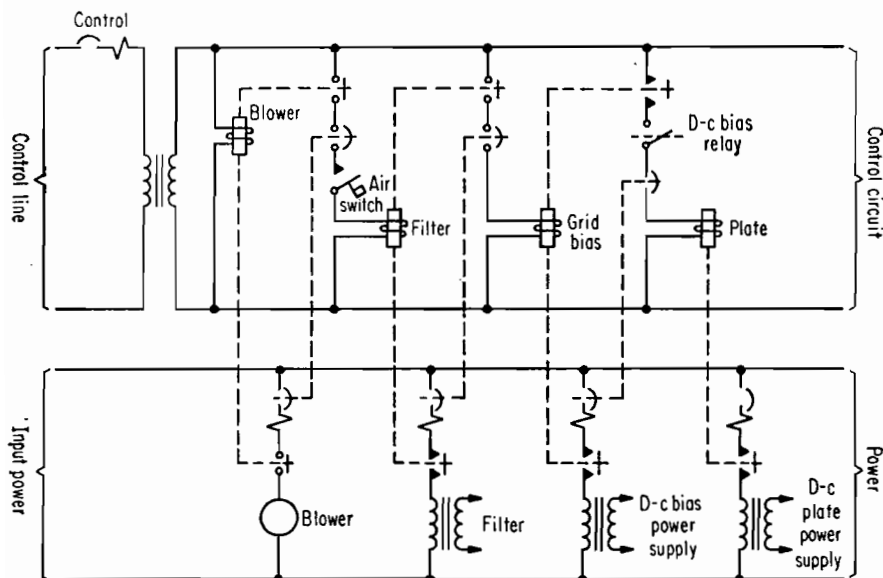 Control
Control line
Blower
Air
switch
Filter
Grid
bias
D-c bias
relay
Plate
Control circuit
Input power
Blower
Filter
D-c bias
power
supply
D-c
plate
power
supply
Power